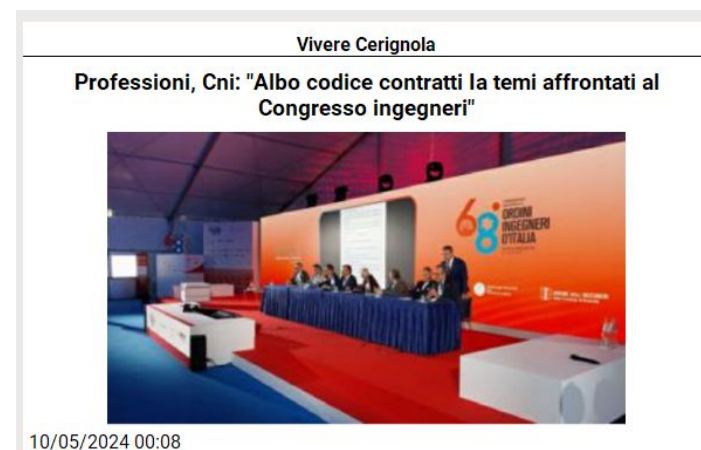 Vivere Cerignola
Professioni, Cni: "Albo codice contratti Ia temi affrontati al
Congresso ingegneri"
68°
ORDINI
INGEGNERI
D'ITALIA
10/05/2024 00:08